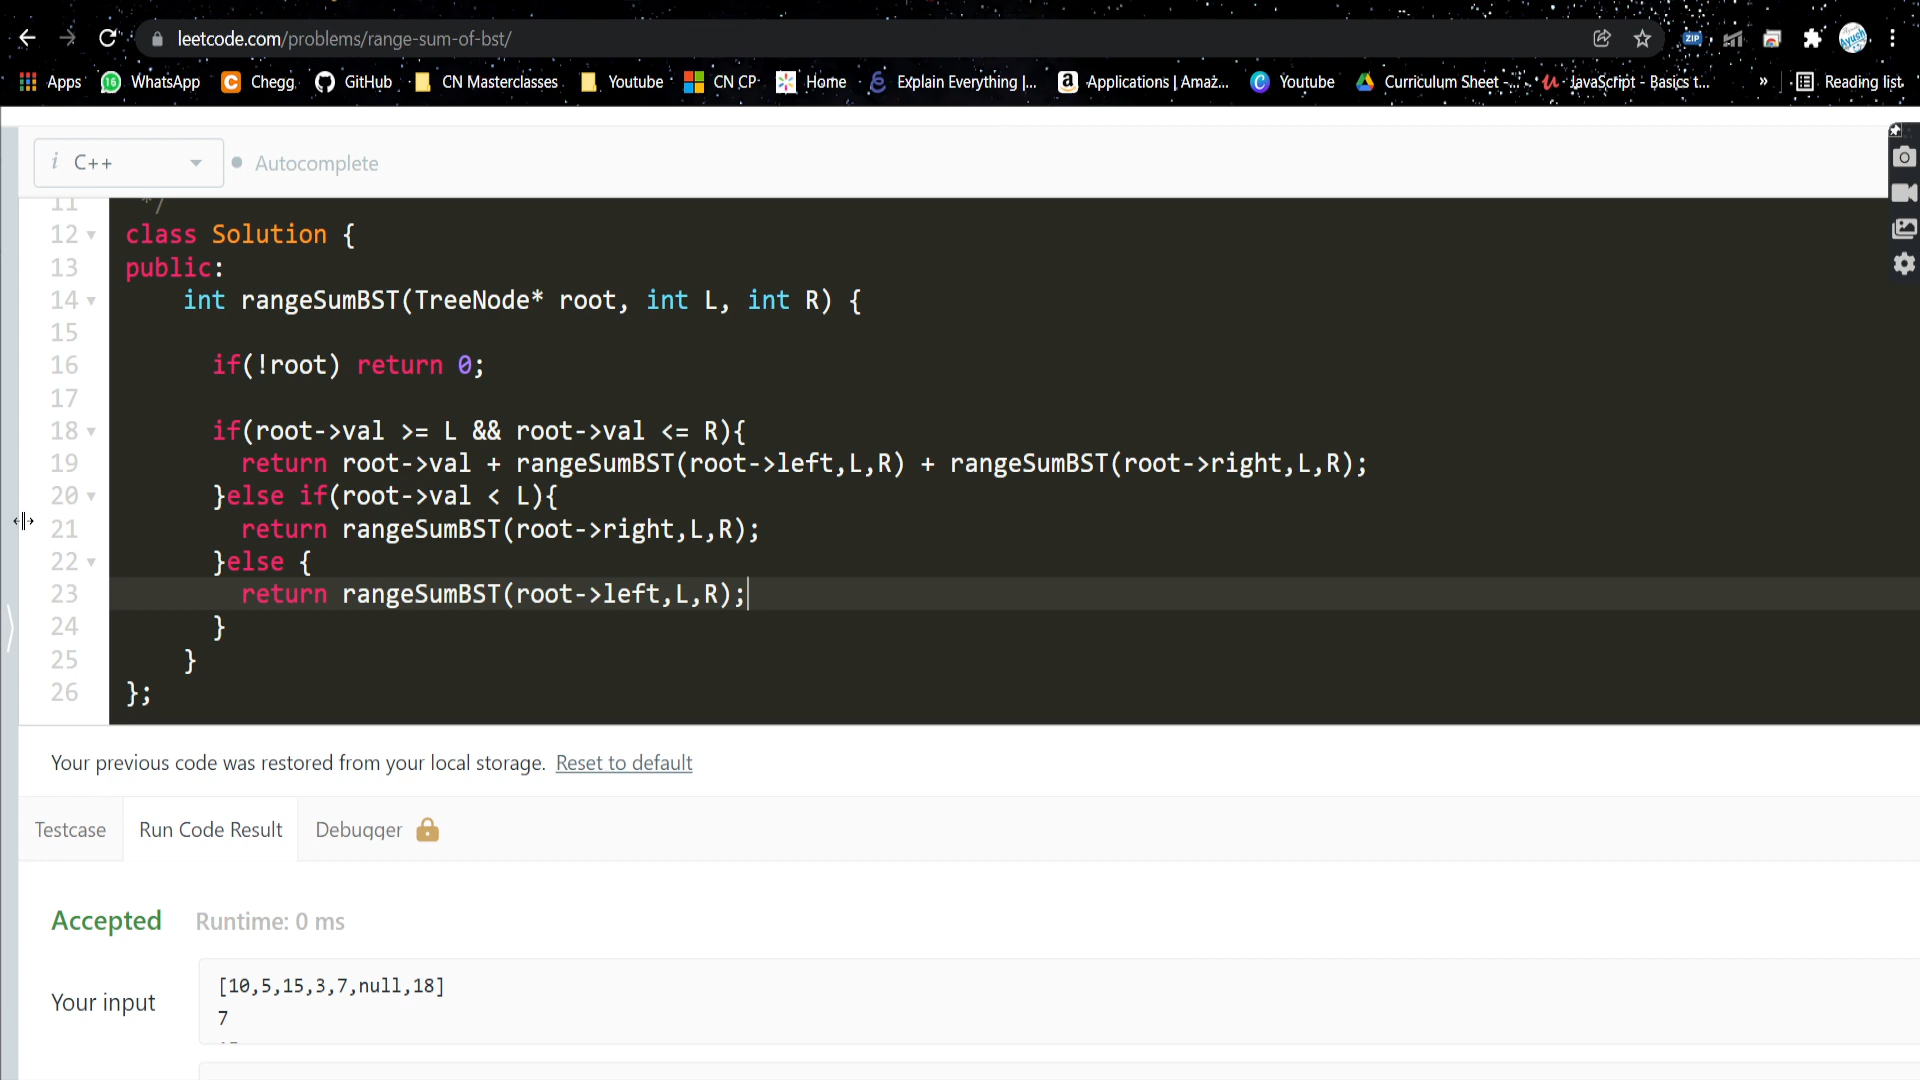 leetcode.com/problems/range-sum-of-bst/
ZIP
Ayush
Apps WhatsApp Chegg GitHub CN Masterclasses Youtube CN CP Home Explain Everything |... Applications | Amaz... Youtube Curriculum Sheet -... JavaScript - Basics t... » Reading list
i C++ Autocomplete
11 */
12 class Solution {
13 public:
14 int rangeSumBST(TreeNode* root, int L, int R) {
15
16 if(!root) return 0;
17
18 if(root->val >= L && root->val <= R){
19 return root->val + rangeSumBST(root->left,L,R) + rangeSumBST(root->right,L,R);
20 }else if(root->val < L){
21 return rangeSumBST(root->right,L,R);
22 }else {
23 return rangeSumBST(root->left,L,R);
24 }
25 }
26 };
Your previous code was restored from your local storage. Reset to default
Testcase Run Code Result Debugger
Accepted Runtime: 0 ms
Your input
[10,5,15,3,7,null,18]
7